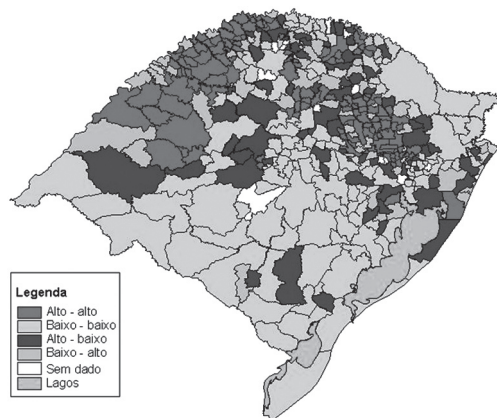 Legenda
Alto - alto
Baixo - baixo
Alto - baixo
Baixo - alto
Sem dado
Lagos